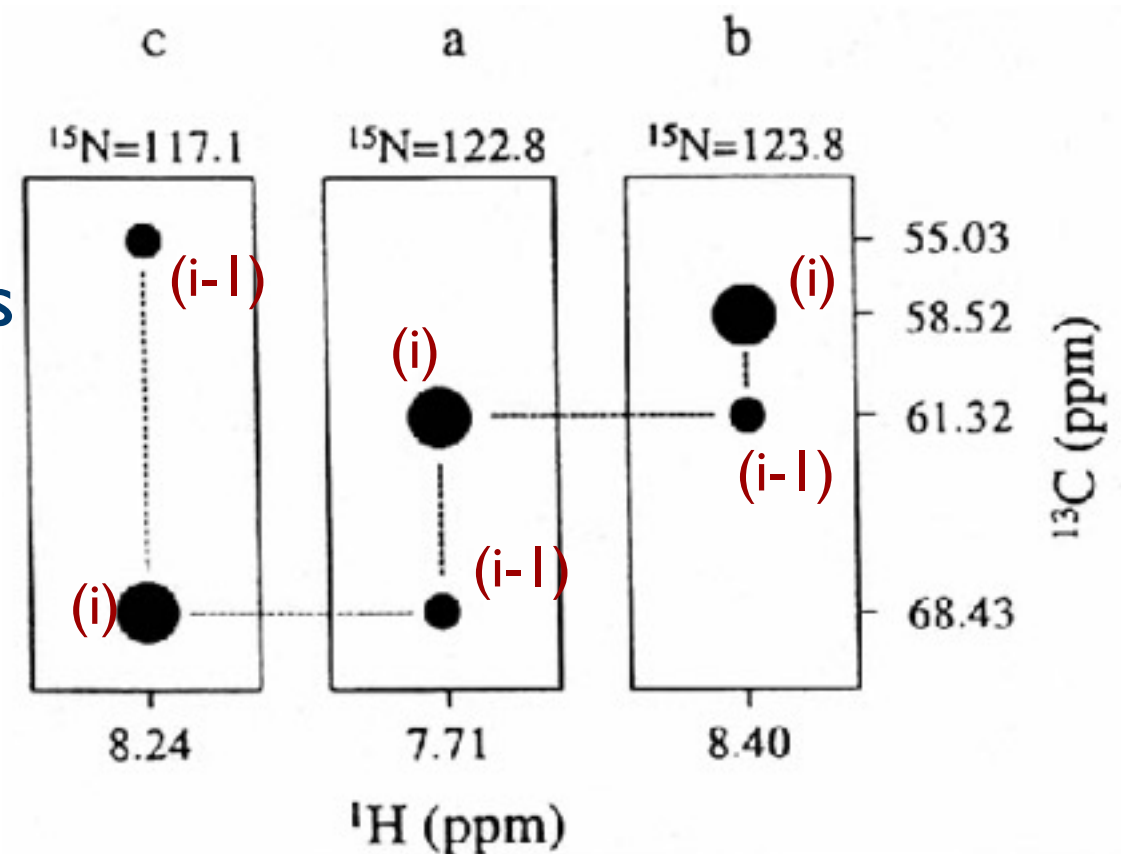 c a b
¹⁵N=117.1 ¹⁵N=122.8 ¹⁵N=123.8
55.03
(i-1) (i)
s 58.52
(i)
61.32
(i-1)
¹³C (ppm)
(i-1)
(i) 68.43
8.24 7.71 8.40
¹H (ppm)